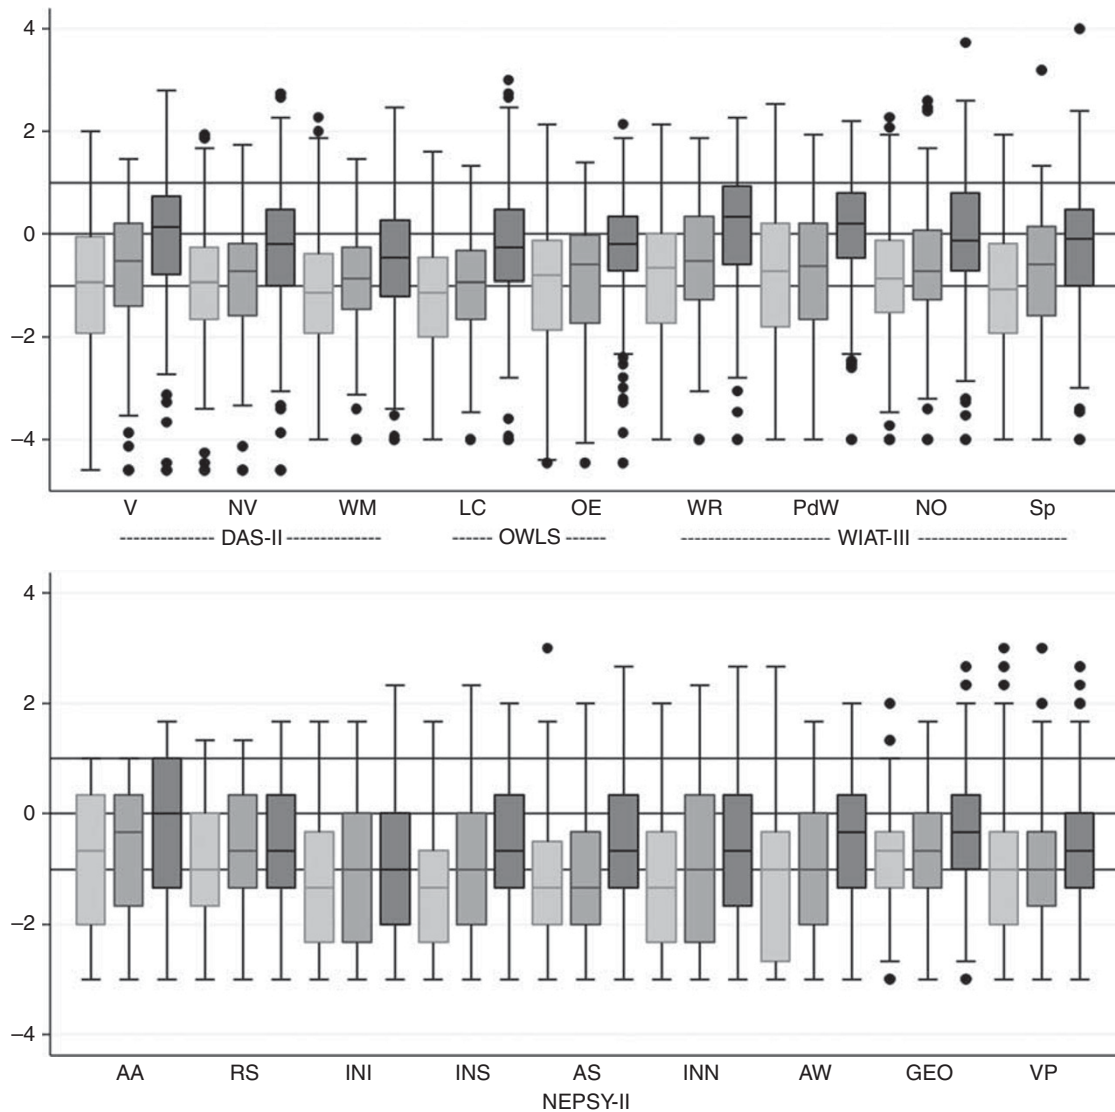 4
2
0
–2
–4
V NV WM LC OE WR PdW NO Sp
DAS-II OWLS WIAT-III
4
2
0
–2
–4
AA RS INI INS AS INN AW GEO VP
NEPSY-II